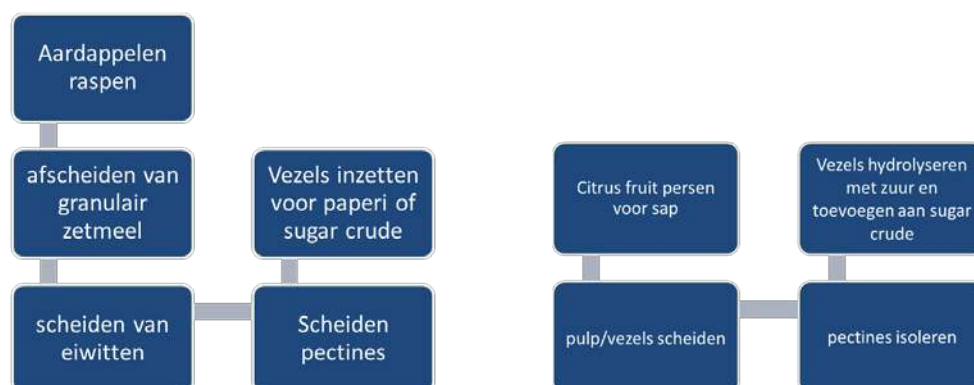 Aardappelen
raspen
afscheiden van
granulair
zetmeel
scheiden van
eiwitten
Scheiden
pectines
Vezels inzetten
voor paperi of
sugar crude
Citrus fruit persen
voor sap
pulp/vezels scheiden
pectines isoleren
Vezels hydrolyseren
met zuur en
toevoegen aan sugar
crude